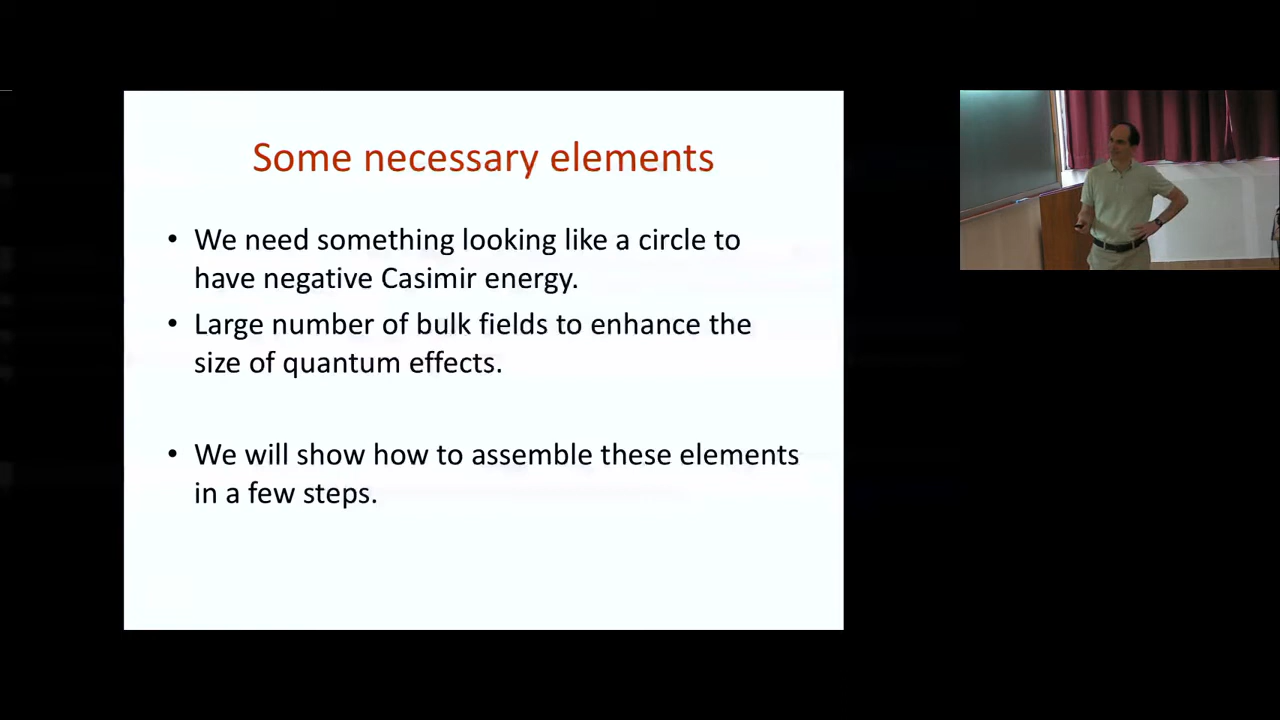 Some necessary elements
• We need something looking like a circle to
have negative Casimir energy.
• Large number of bulk fields to enhance the
size of quantum effects.
• We will show how to assemble these elements
in a few steps.